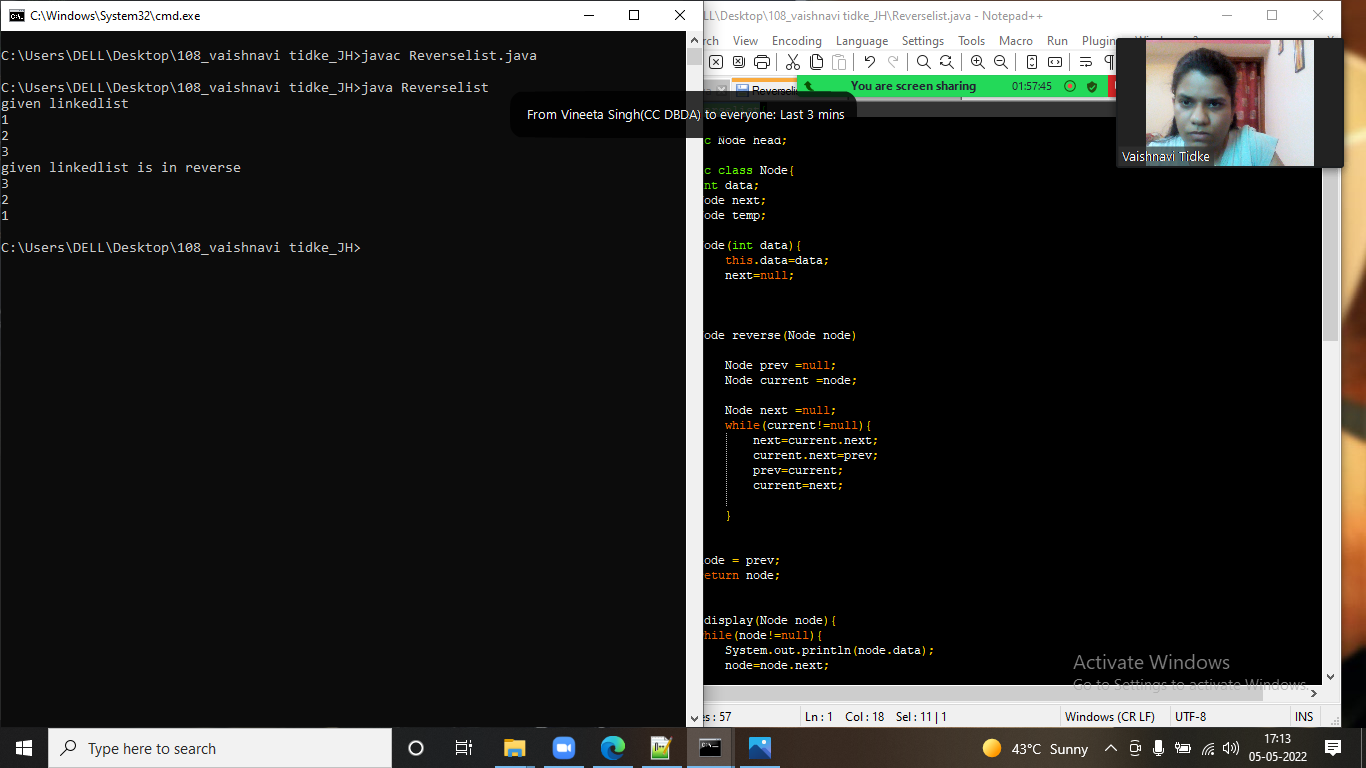 C:\Windows\System32\cmd.exe
C:\Users\DELL\Desktop\108_vaishnavi tidke_JH>javac Reverselist.java
C:\Users\DELL\Desktop\108_vaishnavi tidke_JH>java Reverselist
given linkedlist
1
2
3
given linkedlist is in reverse
3
2
1
C:\Users\DELL\Desktop\108_vaishnavi tidke_JH>
From Vineeta Singh(CC DBDA) to everyone: Last 3 mins
LL\Desktop\108_vaishnavi tidke_JH\Reverselist.java - Notepad++
rch View Encoding Language Settings Tools Macro Run Plugin
Reverseli
You are screen sharing 01:57:45
Vaishnavi Tidke
c Node head;
c class Node{
nt data;
ode next;
ode temp;
ode(int data){
this.data=data;
next=null;
ode reverse(Node node)
Node prev =null;
Node current =node;
Node next =null;
while(current!=null){
next=current.next;
current.next=prev;
prev=current;
current=next;
}
ode = prev;
eturn node;
display(Node node){
hile(node!=null){
System.out.println(node.data);
node=node.next;
Activate Windows
Go to Settings to activate Windows.
es : 57 Ln : 1 Col : 18 Sel : 11 | 1 Windows (CR LF) UTF-8 INS
Type here to search
43°C Sunny
17:13
05-05-2022